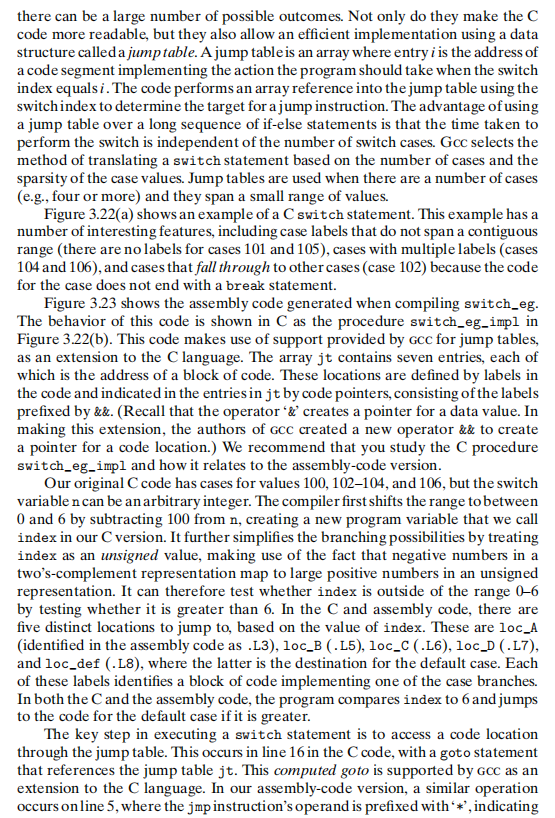 there can be a large number of possible outcomes. Not only do they make the C
code more readable, but they also allow an efficient implementation using a data
structure called a jump table. A jump table is an array where entry i is the address of
a code segment implementing the action the program should take when the switch
index equals i. The code performs an array reference into the jump table using the
switch index to determine the target for a jump instruction. The advantage of using
a jump table over a long sequence of if-else statements is that the time taken to
perform the switch is independent of the number of switch cases. Gcc selects the
method of translating a switch statement based on the number of cases and the
sparsity of the case values. Jump tables are used when there are a number of cases
(e.g., four or more) and they span a small range of values.
Figure 3.22(a) shows an example of a C switch statement. This example has a
number of interesting features, including case labels that do not span a contiguous
range (there are no labels for cases 101 and 105), cases with multiple labels (cases
104 and 106), and cases that fall through to other cases (case 102) because the code
for the case does not end with a break statement.
Figure 3.23 shows the assembly code generated when compiling switch_eg.
The behavior of this code is shown in C as the procedure switch_eg_impl in
Figure 3.22(b). This code makes use of support provided by gcc for jump tables,
as an extension to the C language. The array jt contains seven entries, each of
which is the address of a block of code. These locations are defined by labels in
the code and indicated in the entries in jt by code pointers, consisting of the labels
prefixed by &&. (Recall that the operator ‘&’ creates a pointer for a data value. In
making this extension, the authors of gcc created a new operator && to create
a pointer for a code location.) We recommend that you study the C procedure
switch_eg_impl and how it relates to the assembly-code version.
Our original C code has cases for values 100, 102–104, and 106, but the switch
variable n can be an arbitrary integer. The compiler first shifts the range to between
0 and 6 by subtracting 100 from n, creating a new program variable that we call
index in our C version. It further simplifies the branching possibilities by treating
index as an unsigned value, making use of the fact that negative numbers in a
two’s-complement representation map to large positive numbers in an unsigned
representation. It can therefore test whether index is outside of the range 0–6
by testing whether it is greater than 6. In the C and assembly code, there are
five distinct locations to jump to, based on the value of index. These are loc_A
(identified in the assembly code as .L3), loc_B (.L5), loc_C (.L6), loc_D (.L7),
and loc_def (.L8), where the latter is the destination for the default case. Each
of these labels identifies a block of code implementing one of the case branches.
In both the C and the assembly code, the program compares index to 6 and jumps
to the code for the default case if it is greater.
The key step in executing a switch statement is to access a code location
through the jump table. This occurs in line 16 in the C code, with a goto statement
that references the jump table jt. This computed goto is supported by gcc as an
extension to the C language. In our assembly-code version, a similar operation
occurs on line 5, where the jmp instruction’s operand is prefixed with ‘*’, indicating